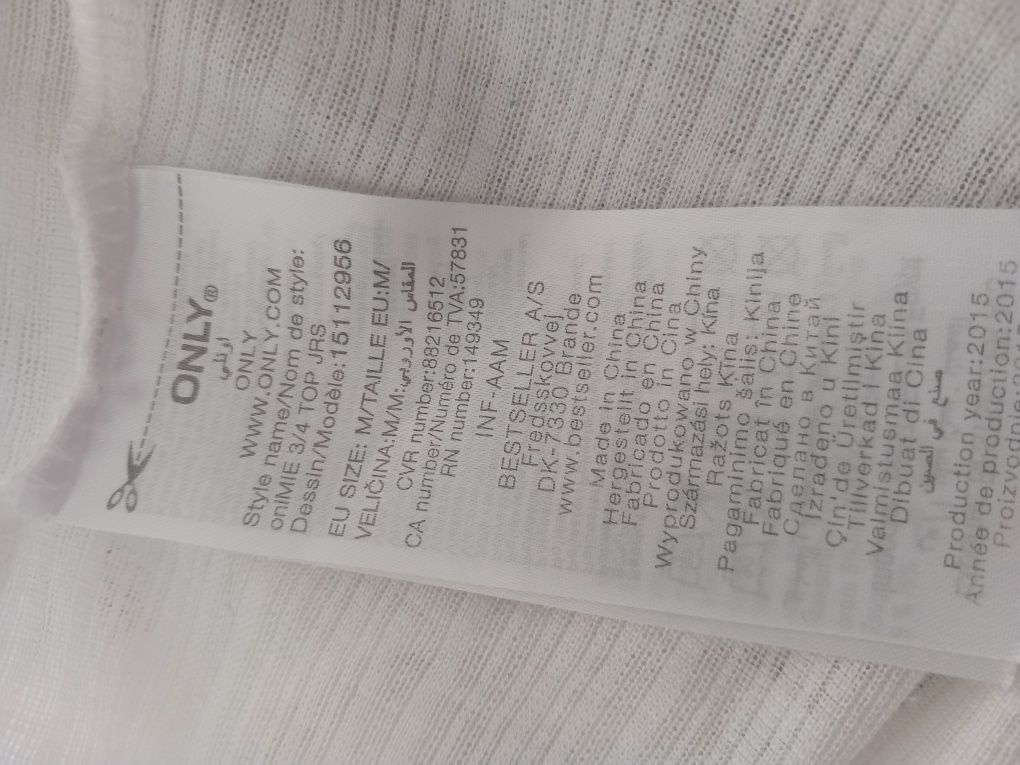 ONLY®
اونلي
ONLY
WWW.ONLY.COM
Style name/Nom de style:
onlMIE 3/4 TOP JRS
Dessin/Modèle:15112956
EU SIZE: M/TAILLE EU:M/
VELIČINA:M/M:المقاس الأوروبي
CVR number:88216512
CA number/Numéro de TVA:57831
RN number:149349
INF-AAM
BESTSELLER A/S
Fredsskovvej
DK-7330 Brande
www.bestseller.com
Made in China
Hergestellt in China
Fabricado en China
Prodotto in Cina
Wyprodukowano w Chiny
Származási hely: Kína
Ražots Ķīna
Pagaminimo šalis: Kinija
Fabricat în China
Fabriqué en Chine
Сделано в Китай
Izrađeno u Kini
Çin'de Üretilmiştir
Tillverkad i Kina
Valmistusmaa Kiina
Dibuat di Cina
صنع في الصين
Production year:2015
Année de production:2015
Proizvodnje:2015